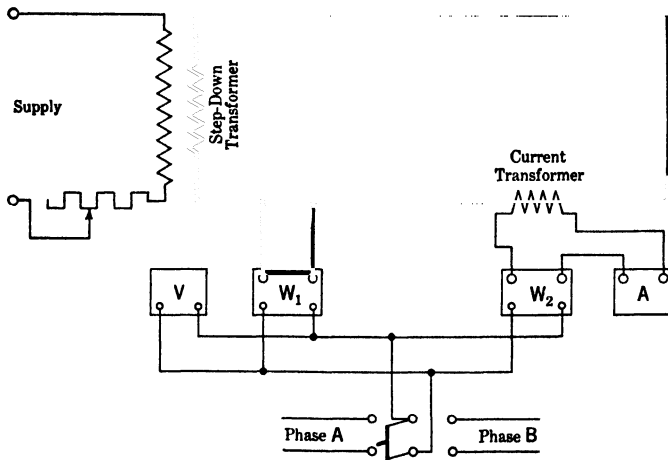 Supply
Step-Down
Transformer
Current
Transformer
V
W₁
W₂
A
Phase A
Phase B